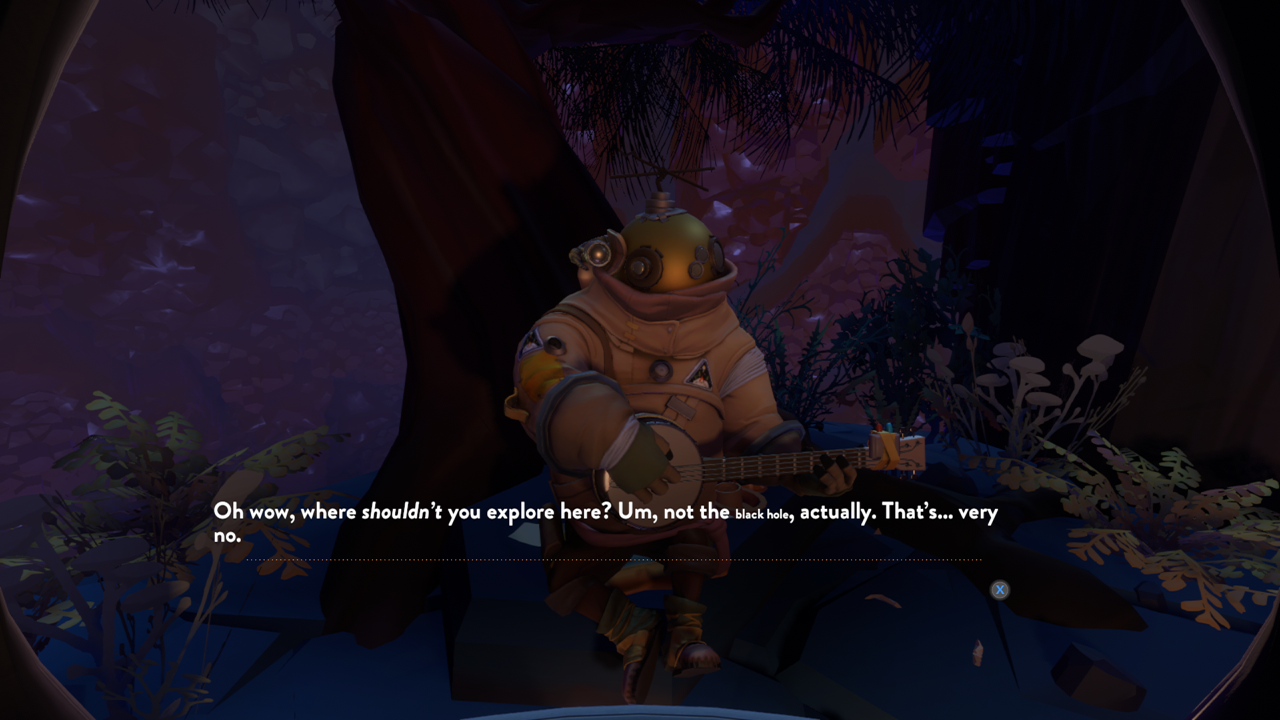 Oh wow, where shouldn't you explore here? Um, not the black hole, actually. That's... very
no.
X